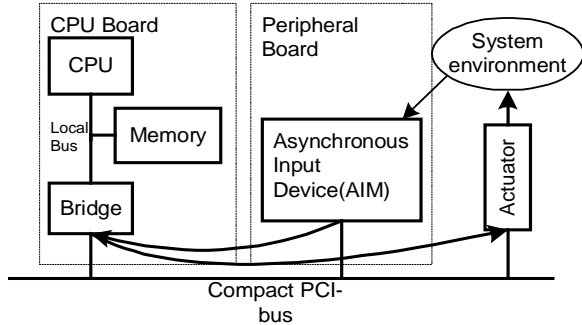 CPU Board
CPU
Local
Bus
Memory
Bridge
Peripheral
Board
Asynchronous
Input
Device(AIM)
System
environment
Actuator
Compact PCI-
bus